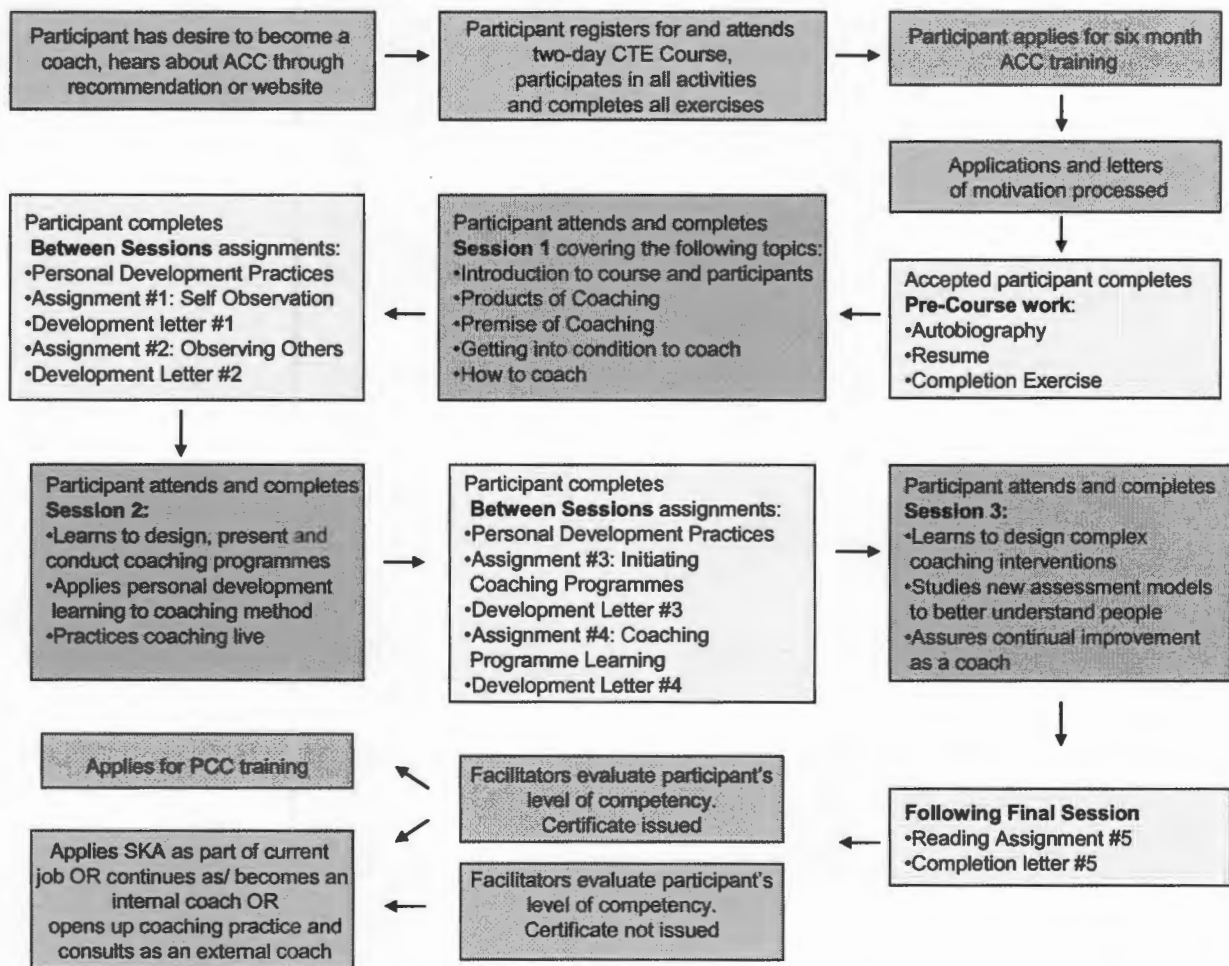 Participant has desire to become a
coach, hears about ACC through
recommendation or website
Participant registers for and attends
two-day CTE Course,
participates in all activities
and completes all exercises
Participant applies for six month
ACC training
Applications and letters
of motivation processed
Accepted participant completes
Pre-Course work:
•Autobiography
•Resume
•Completion Exercise
Participant attends and completes
Session 1 covering the following topics:
•Introduction to course and participants
•Products of Coaching
•Premise of Coaching
•Getting into condition to coach
•How to coach
Participant completes
Between Sessions assignments:
•Personal Development Practices
•Assignment #1: Self Observation
•Development letter #1
•Assignment #2: Observing Others
•Development Letter #2
Participant attends and completes
Session 2:
•Learns to design, present and
conduct coaching programmes
•Applies personal development
learning to coaching method
•Practices coaching live
Participant completes
Between Sessions assignments:
•Personal Development Practices
•Assignment #3: Initiating
Coaching Programmes
•Development Letter #3
•Assignment #4: Coaching
Programme Learning
•Development Letter #4
Participant attends and completes
Session 3:
•Learns to design complex
coaching interventions
•Studies new assessment models
to better understand people
•Assures continual improvement
as a coach
Following Final Session
•Reading Assignment #5
•Completion letter #5
Facilitators evaluate participant's
level of competency.
Certificate issued
Facilitators evaluate participant's
level of competency.
Certificate not issued
Applies for PCC training
Applies SKA as part of current
job OR continues as/ becomes an
internal coach OR
opens up coaching practice and
consults as an external coach